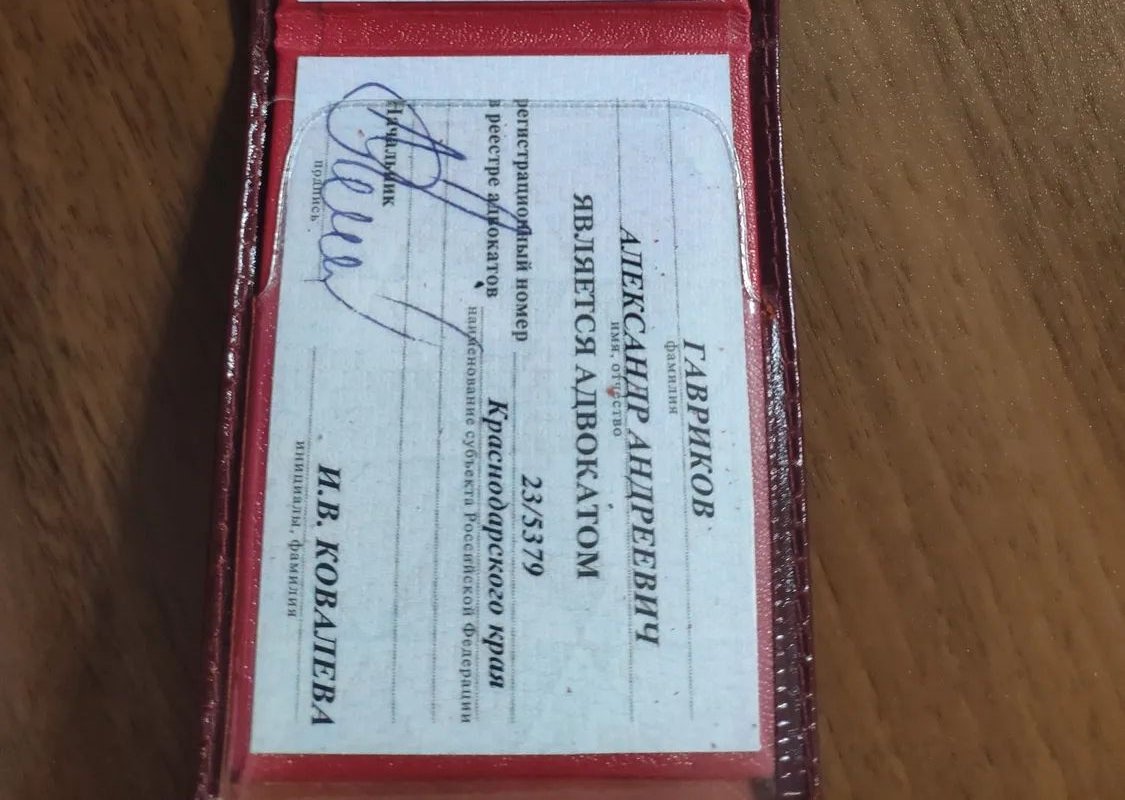 ГАВРИКОВ
фамилия
АЛЕКСАНДР АНДРЕЕВИЧ
имя, отчество
ЯВЛЯЕТСЯ АДВОКАТОМ
регистрационный номер 23/5379
в реестре адвокатов Краснодарского края
наименование субъекта Российской Федерации
Начальник
И.В. КОВАЛЕВА
подпись инициалы, фамилия